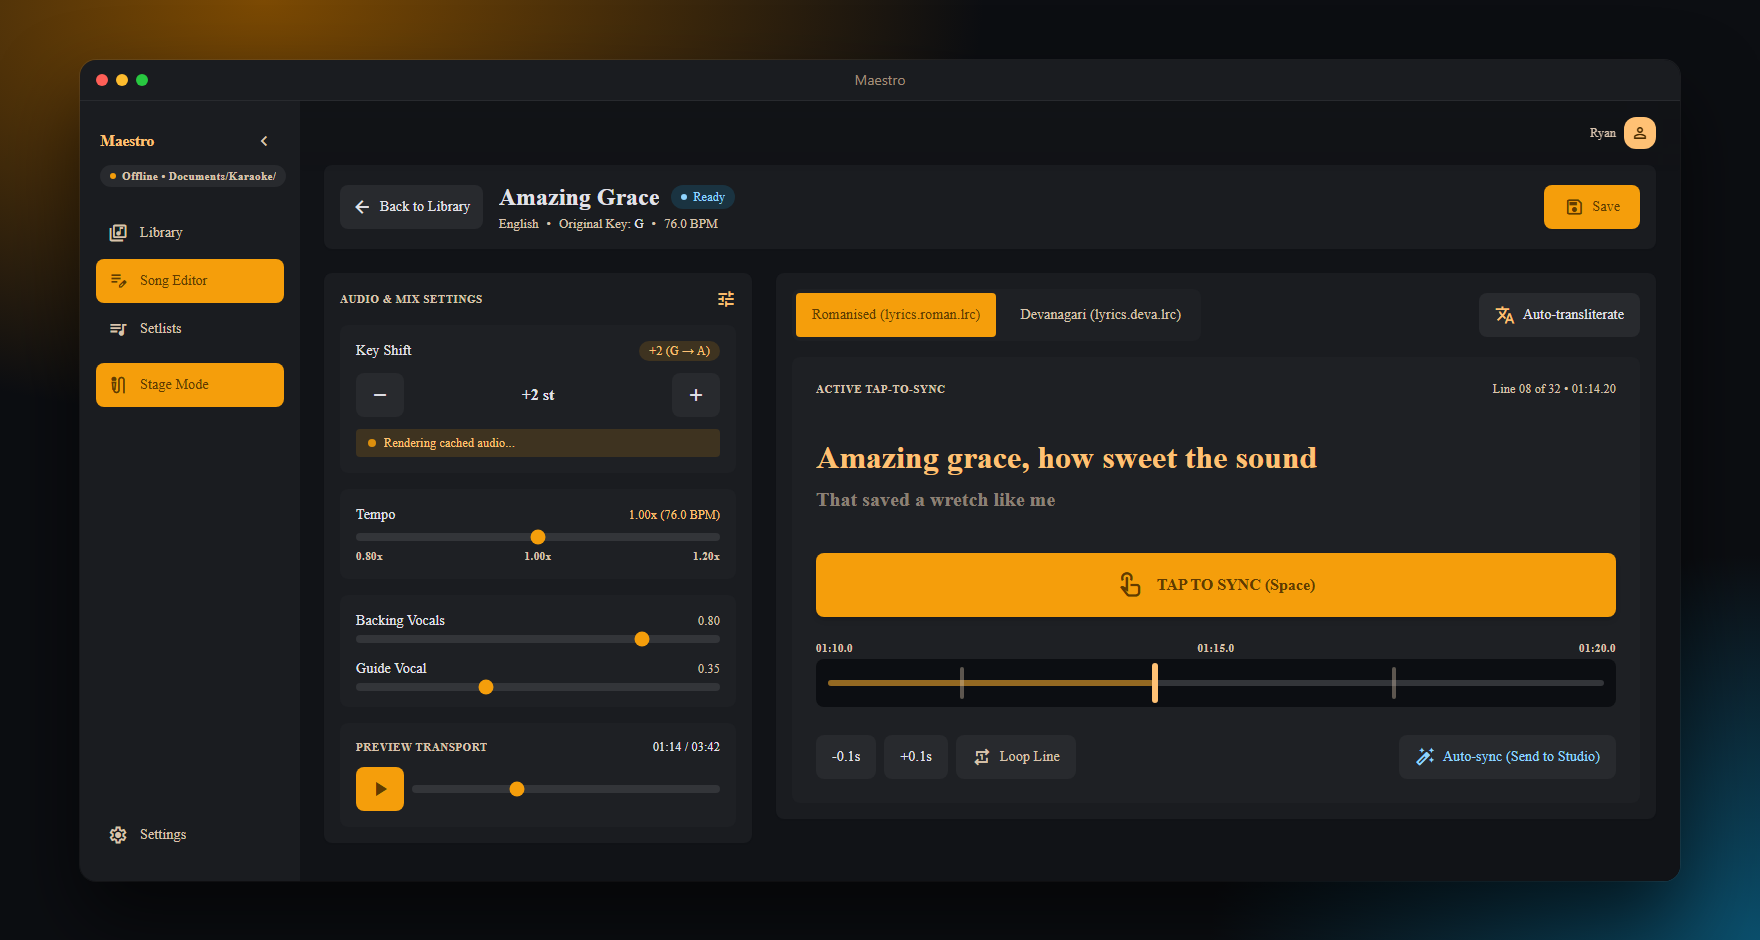 Maestro
Maestro
Offline • Documents/Karaoke/
Library
Song Editor
Setlists
Stage Mode
Settings
Ryan
Back to Library
Amazing Grace
Ready
English • Original Key: G • 76.0 BPM
Save
AUDIO & MIX SETTINGS
Key Shift
+2 (G → A)
+2 st
Rendering cached audio...
Tempo
1.00x (76.0 BPM)
0.80x
1.00x
1.20x
Backing Vocals
0.80
Guide Vocal
0.35
PREVIEW TRANSPORT
01:14 / 03:42
Romanised (lyrics.roman.lrc)
Devanagari (lyrics.deva.lrc)
Auto-transliterate
ACTIVE TAP-TO-SYNC
Line 08 of 32 • 01:14.20
Amazing grace, how sweet the sound
That saved a wretch like me
TAP TO SYNC (Space)
01:10.0
01:15.0
01:20.0
-0.1s
+0.1s
Loop Line
Auto-sync (Send to Studio)